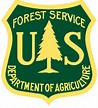 FOREST SERVICE
U S
DEPARTMENT OF AGRICULTURE